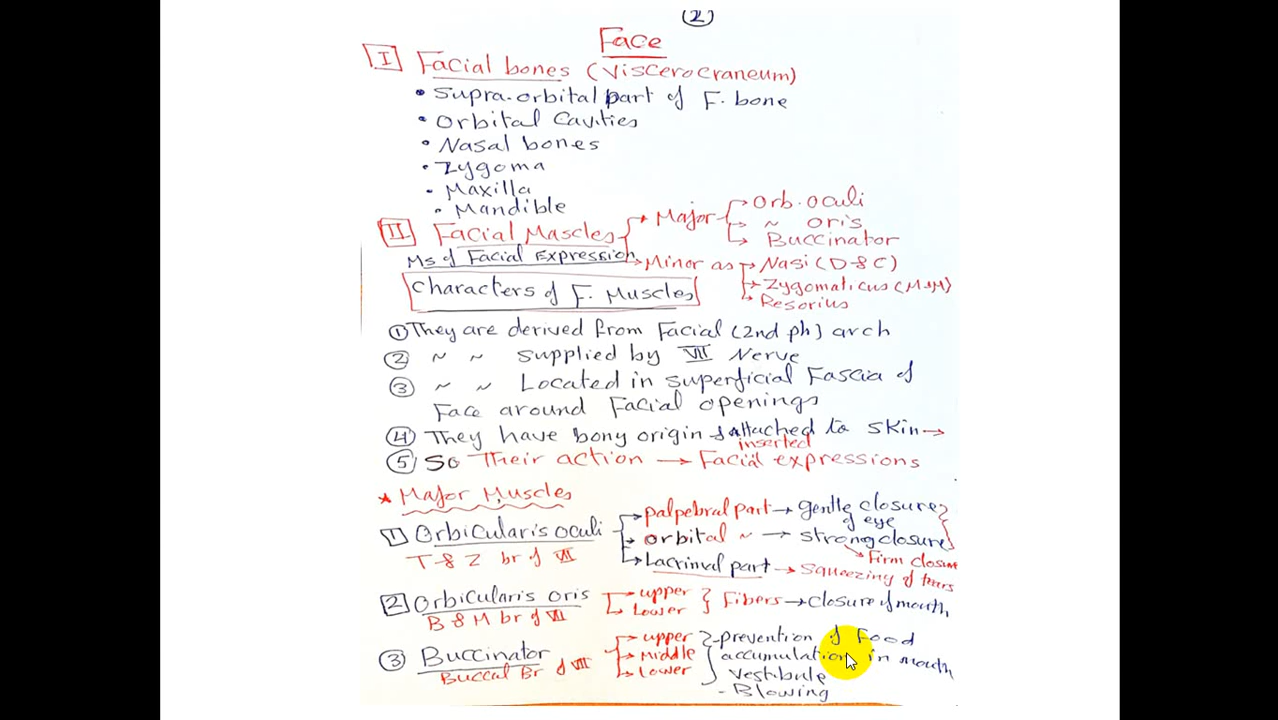 (2)
Face
I Facial bones (Viscerocraneum)
• Supra-orbital part of F. bone
• Orbital Cavities
• Nasal bones
• Zygoma
• Maxilla
• Mandible
II Facial Mascles → Major → Orb. oculi
→ ~ oris
→ Buccinator
Ms of Facial Expression → Minor as → Nasi (D & C)
→ Zygomaticus (M&M)
→ Resorius
Characters of F. Muscles
① They are derived from Facial (2nd ph) arch
② ~ ~ supplied by VII Nerve
③ ~ ~ Located in superficial Fascia of
Face around Facial openings
④ They have bony origin & attached to skin →
inserted
⑤ So Their action → Facial expressions
* Major Muscles
1 Orbicularis oculi → palpebral part → gentle closure
of eye
→ orbital ~ → strong closure
T & Z br of VII → Firm closure
→ Lacrimal part → Squeezing of tears
2 Orbicularis oris → upper } Fibers → closure of mouth
B & M br of VII → Lower
③ Buccinator → upper } - prevention of Food
Buccal Br of VII → Middle accumulation in mouth
→ Lower vestibule
- Blowing